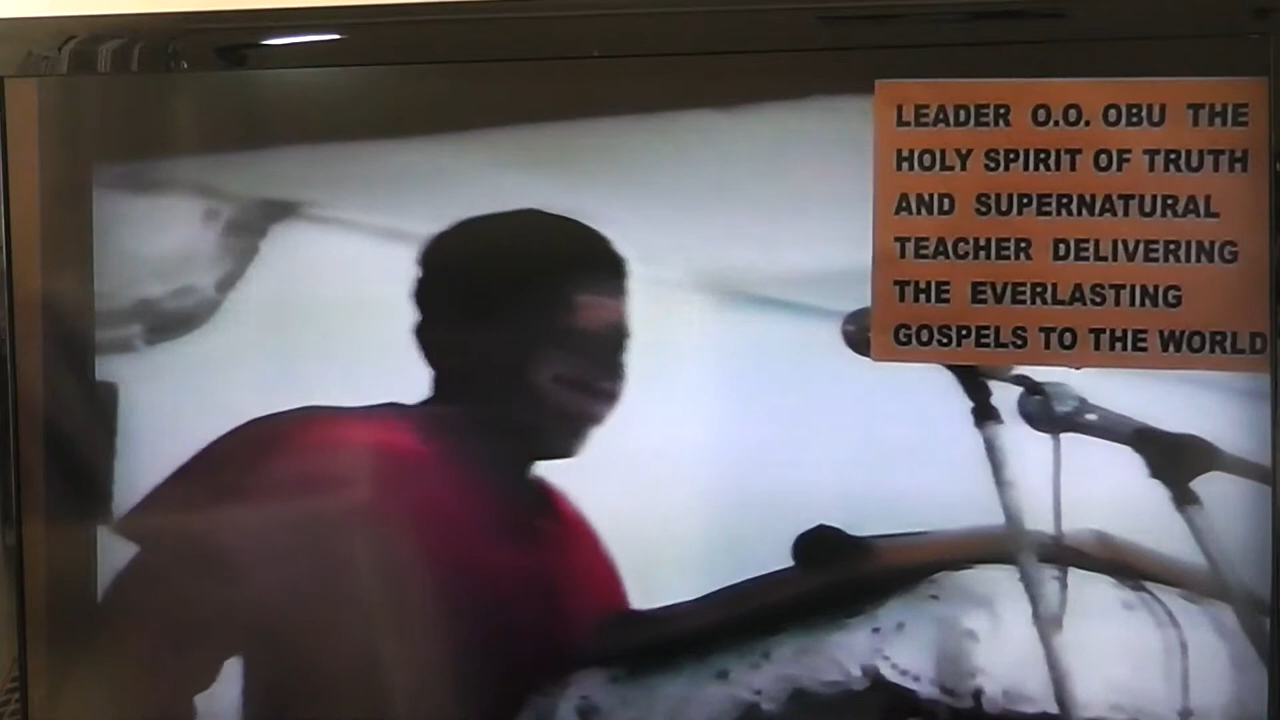 LEADER O.O. OBU THE
HOLY SPIRIT OF TRUTH
AND SUPERNATURAL
TEACHER DELIVERING
THE EVERLASTING
GOSPELS TO THE WORLD